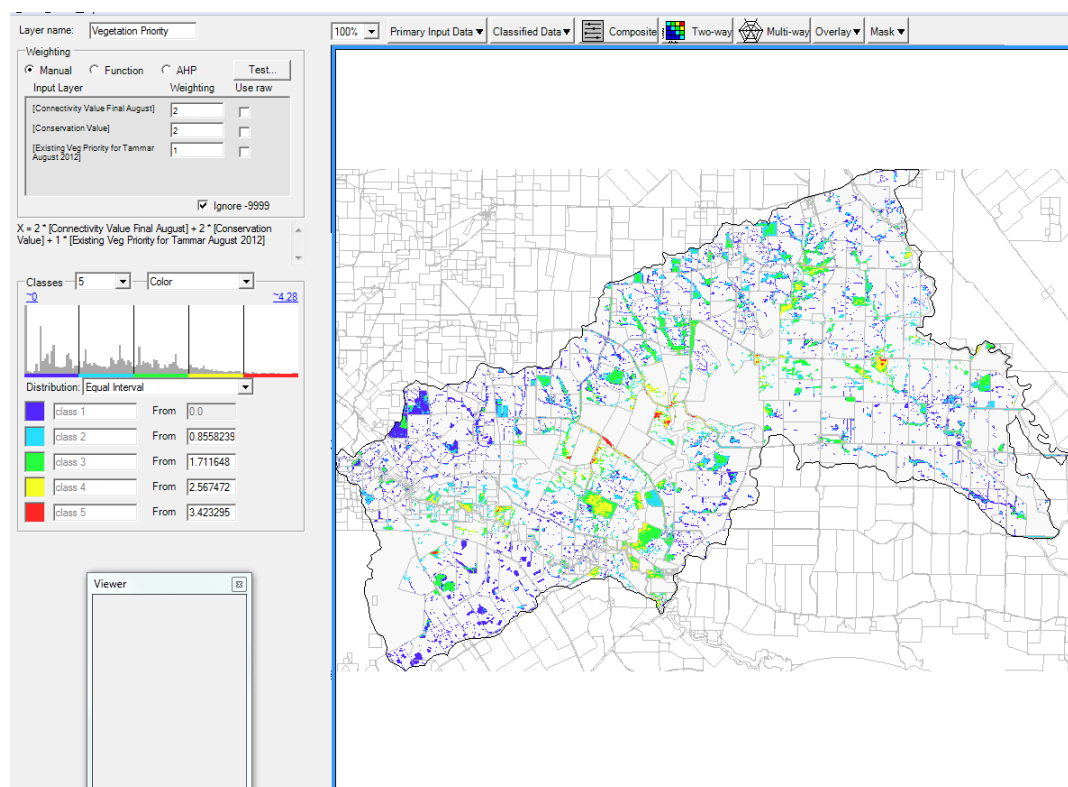 Layer name: Vegetation Priority
100% Primary Input Data Classified Data Composite Two-way Multi-way Overlay Mask
Weighting
Manual Function AHP Test...
Input Layer Weighting Use raw
[Connectivity Value Final August] 2
[Conservation Value] 2
[Existing Veg Priority for Tammar
August 2012] 1
Ignore -9999
X = 2 * [Connectivity Value Final August] + 2 * [Conservation
Value] + 1 * [Existing Veg Priority for Tammar August 2012]
Classes 5 Color
~0 ~4.28
Distribution: Equal Interval
class 1 From 0.0
class 2 From 0.8558239
class 3 From 1.711648
class 4 From 2.567472
class 5 From 3.423295
Viewer